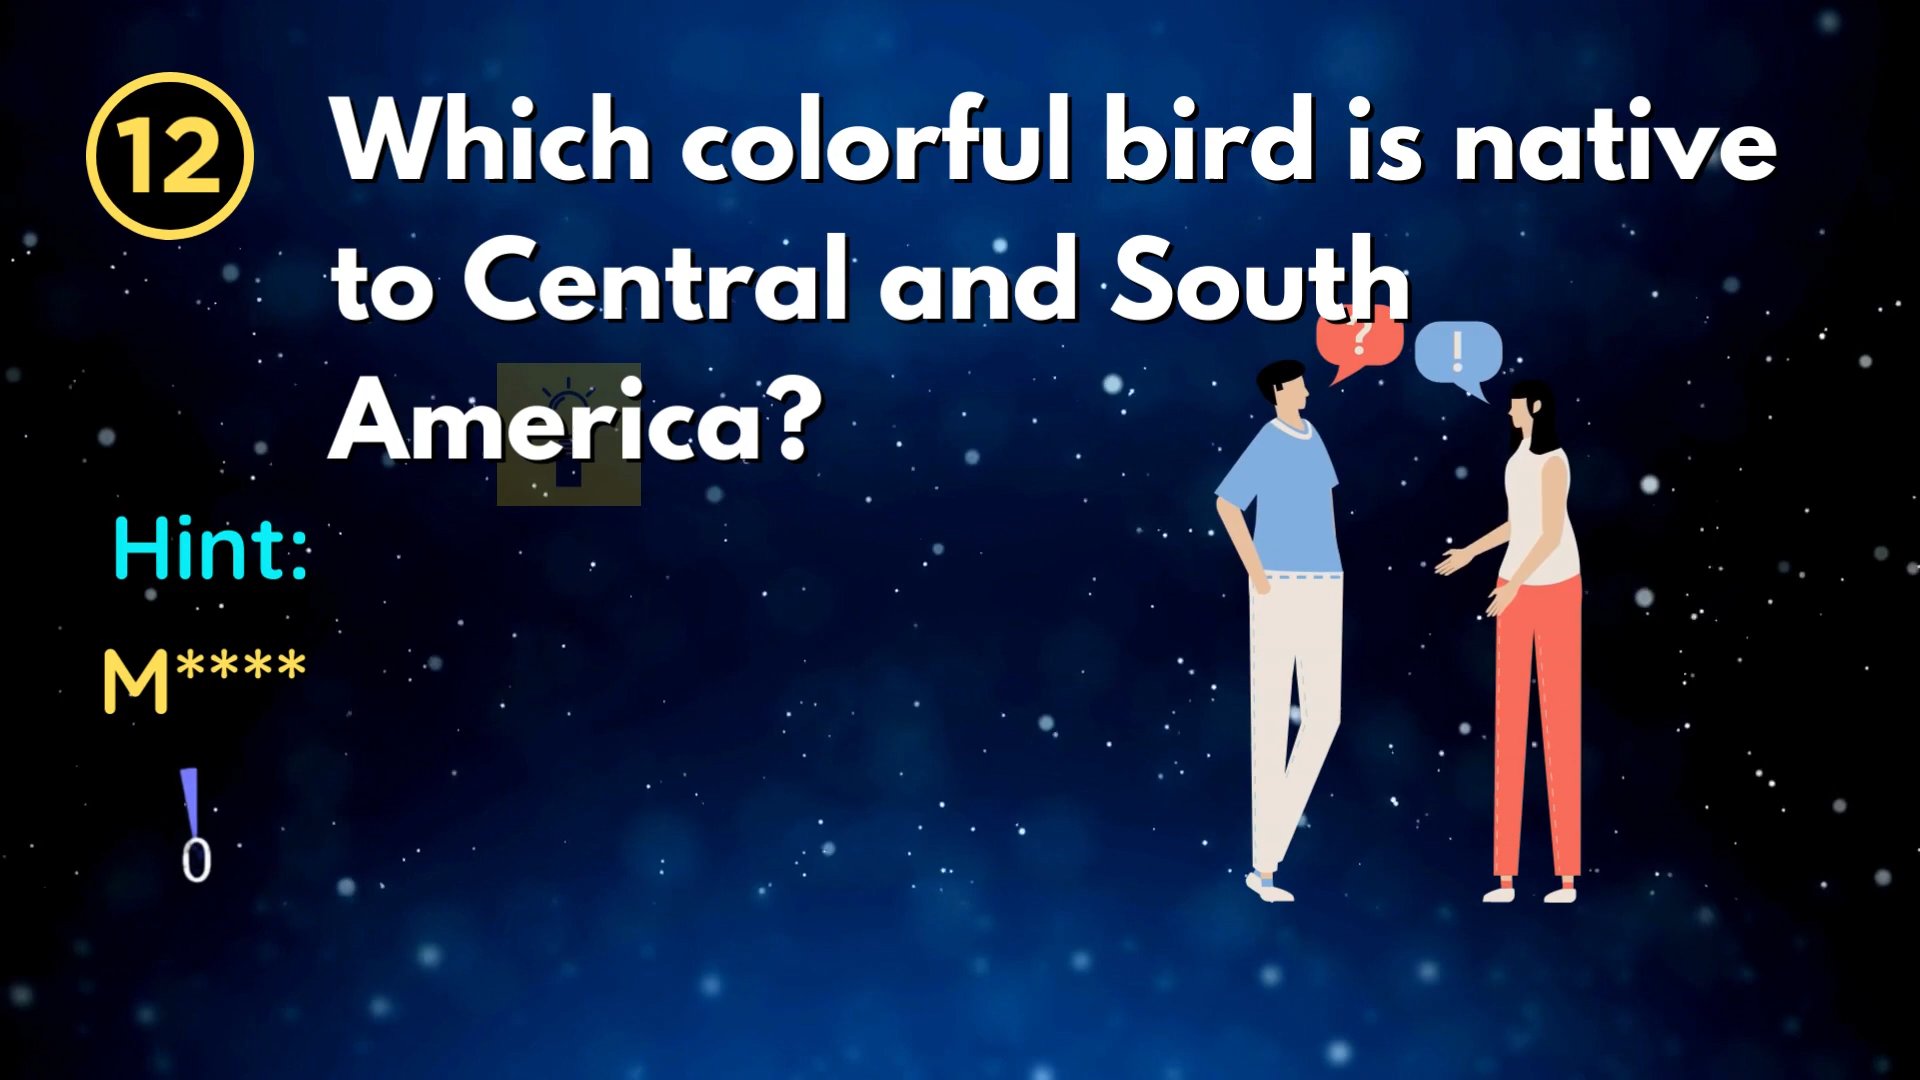 12
Which colorful bird is native
to Central and South
America?
? !
Hint:
M****
0